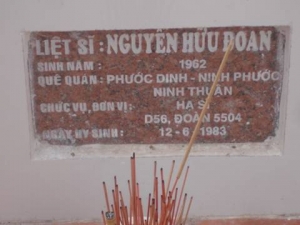 LIỆT SĨ : NGUYỄN HỮU ĐOAN
SINH NĂM : 1962
QUÊ QUÁN : PHƯỚC DINH - NINH PHƯỚC
NINH THUẬN
CHỨC VỤ, ĐƠN VỊ : HẠ SĨ
D56, ĐOÀN 5504
NGÀY HY SINH : 12 - 6 - 1983